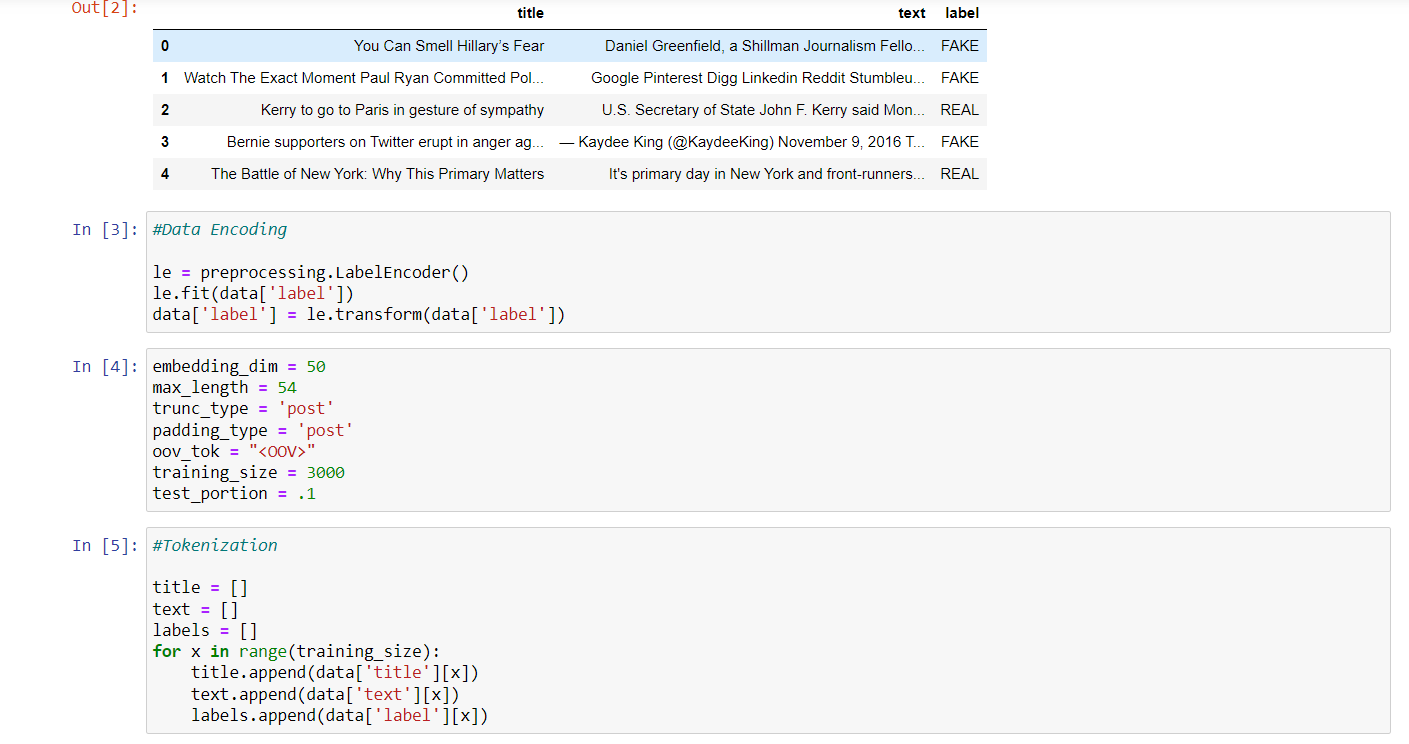 Out[2]:
title text label
0 You Can Smell Hillary’s Fear Daniel Greenfield, a Shillman Journalism Fello... FAKE
1 Watch The Exact Moment Paul Ryan Committed Pol... Google Pinterest Digg Linkedin Reddit Stumbleu... FAKE
2 Kerry to go to Paris in gesture of sympathy U.S. Secretary of State John F. Kerry said Mon... REAL
3 Bernie supporters on Twitter erupt in anger ag... — Kaydee King (@KaydeeKing) November 9, 2016 T... FAKE
4 The Battle of New York: Why This Primary Matters It's primary day in New York and front-runners... REAL
In [3]: #Data Encoding
le = preprocessing.LabelEncoder()
le.fit(data['label'])
data['label'] = le.transform(data['label'])
In [4]: embedding_dim = 50
max_length = 54
trunc_type = 'post'
padding_type = 'post'
oov_tok = "<OOV>"
training_size = 3000
test_portion = .1
In [5]: #Tokenization
title = []
text = []
labels = []
for x in range(training_size):
    title.append(data['title'][x])
    text.append(data['text'][x])
    labels.append(data['label'][x])